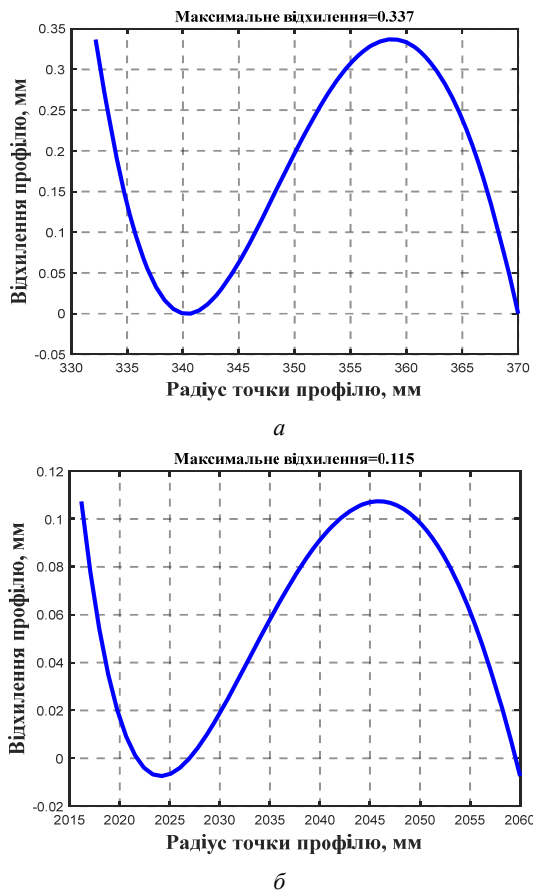 Максимальне відхилення=0.337
0.35
0.3
0.25
0.2
0.15
0.1
0.05
0
-0.05
330 335 340 345 350 355 360 365 370
Відхилення профілю, мм
Радіус точки профілю, мм
а
Максимальне відхилення=0.115
0.12
0.1
0.08
0.06
0.04
0.02
0
-0.02
2015 2020 2025 2030 2035 2040 2045 2050 2055 2060
Відхилення профілю, мм
Радіус точки профілю, мм
б